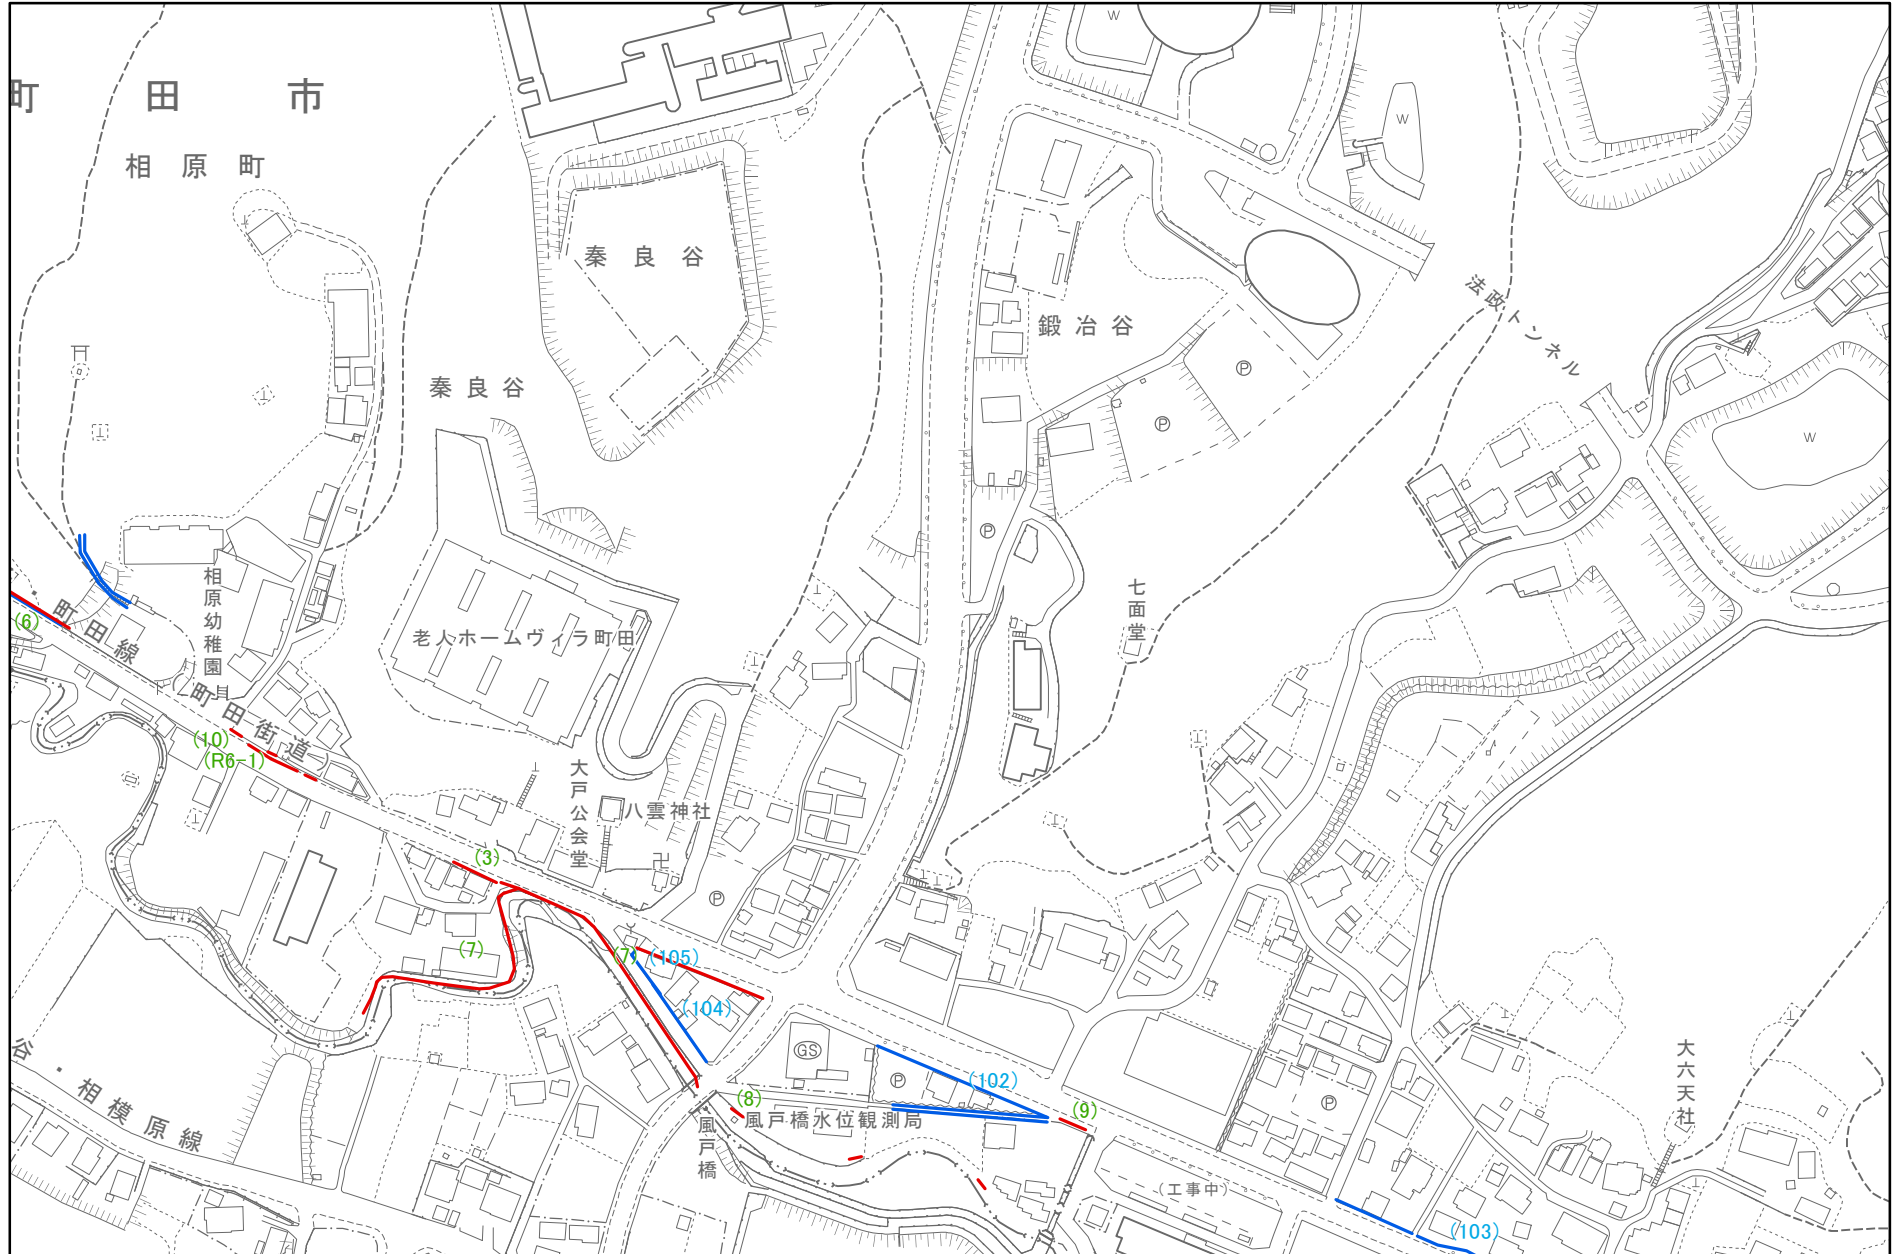 町田市
相原町
秦良谷
秦良谷
鍛冶谷
法政トンネル
W
W
W
P
P
P
相原幼稚園
老人ホームヴィラ町田
七面堂
(6)
・町田線
(町田街道)
(10)
(R6-1)
大戸公会堂
八雲神社
(3)
P
(7)
(7)
(105)
(104)
GS
P
(102)
(8)
(9)
風戸橋水位観測局
風戸橋
P
大六天社
谷・相模原線
(工事中)
(103)